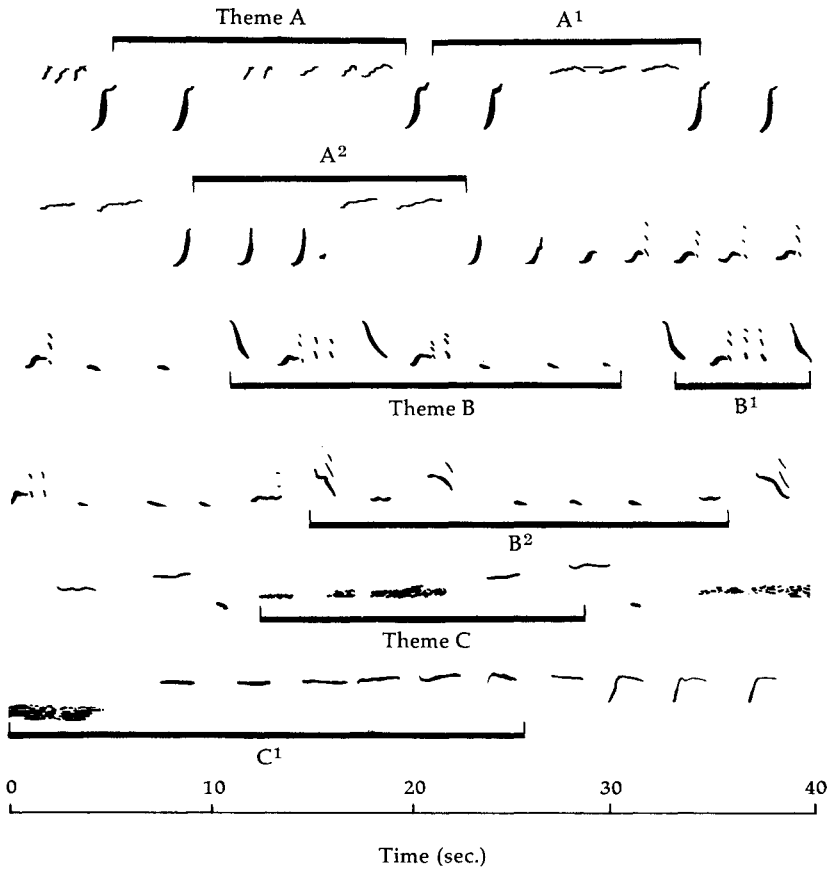 Theme A A¹
A²
Theme B B¹
B²
Theme C
C¹
0 10 20 30 40
Time (sec.)